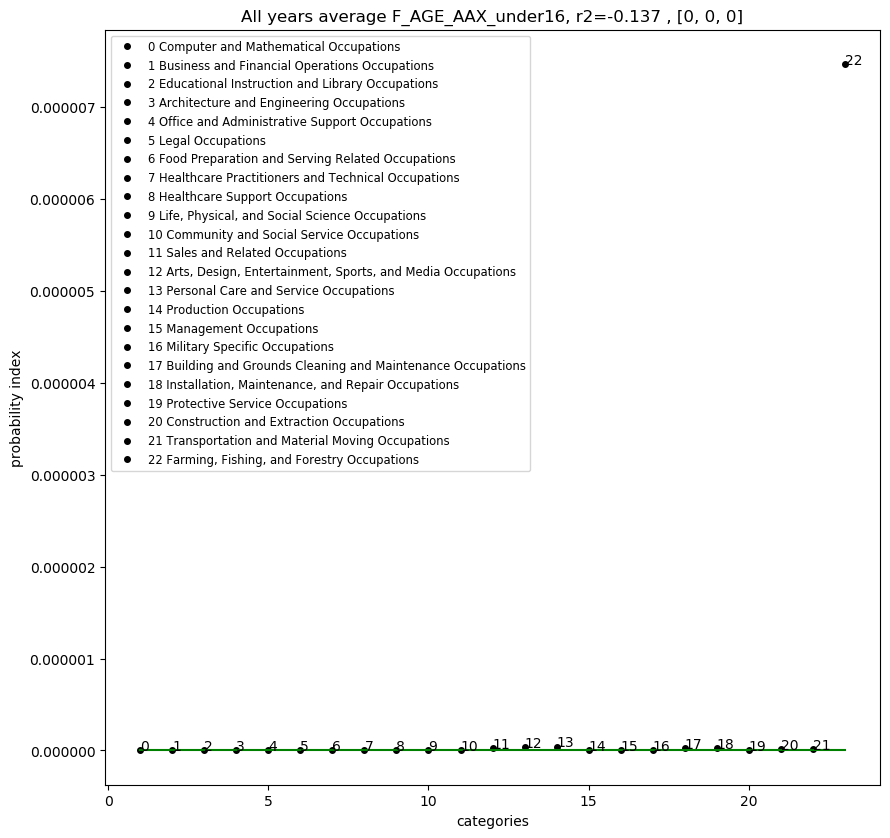 All years average F_AGE_AAX_under16, r2=-0.137 , [0, 0, 0]
0 Computer and Mathematical Occupations
1 Business and Financial Operations Occupations
2 Educational Instruction and Library Occupations
3 Architecture and Engineering Occupations
4 Office and Administrative Support Occupations
5 Legal Occupations
6 Food Preparation and Serving Related Occupations
7 Healthcare Practitioners and Technical Occupations
8 Healthcare Support Occupations
9 Life, Physical, and Social Science Occupations
10 Community and Social Service Occupations
11 Sales and Related Occupations
12 Arts, Design, Entertainment, Sports, and Media Occupations
13 Personal Care and Service Occupations
14 Production Occupations
15 Management Occupations
16 Military Specific Occupations
17 Building and Grounds Cleaning and Maintenance Occupations
18 Installation, Maintenance, and Repair Occupations
19 Protective Service Occupations
20 Construction and Extraction Occupations
21 Transportation and Material Moving Occupations
22 Farming, Fishing, and Forestry Occupations
22
0.000007
0.000006
0.000005
0.000004
0.000003
0.000002
0.000001
0.000000
probability index
0 1 2 3 4 5 6 7 8 9 10 11 12 13 14 15 16 17 18 19 20 21
0 5 10 15 20
categories